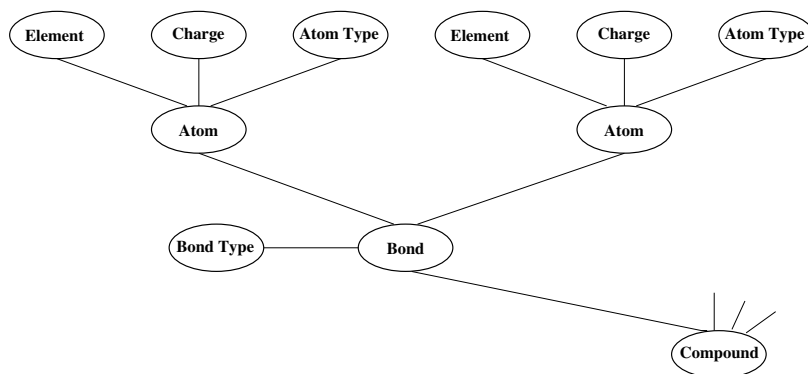 Element
Charge
Atom Type
Element
Charge
Atom Type
Atom
Atom
Bond Type
Bond
Compound